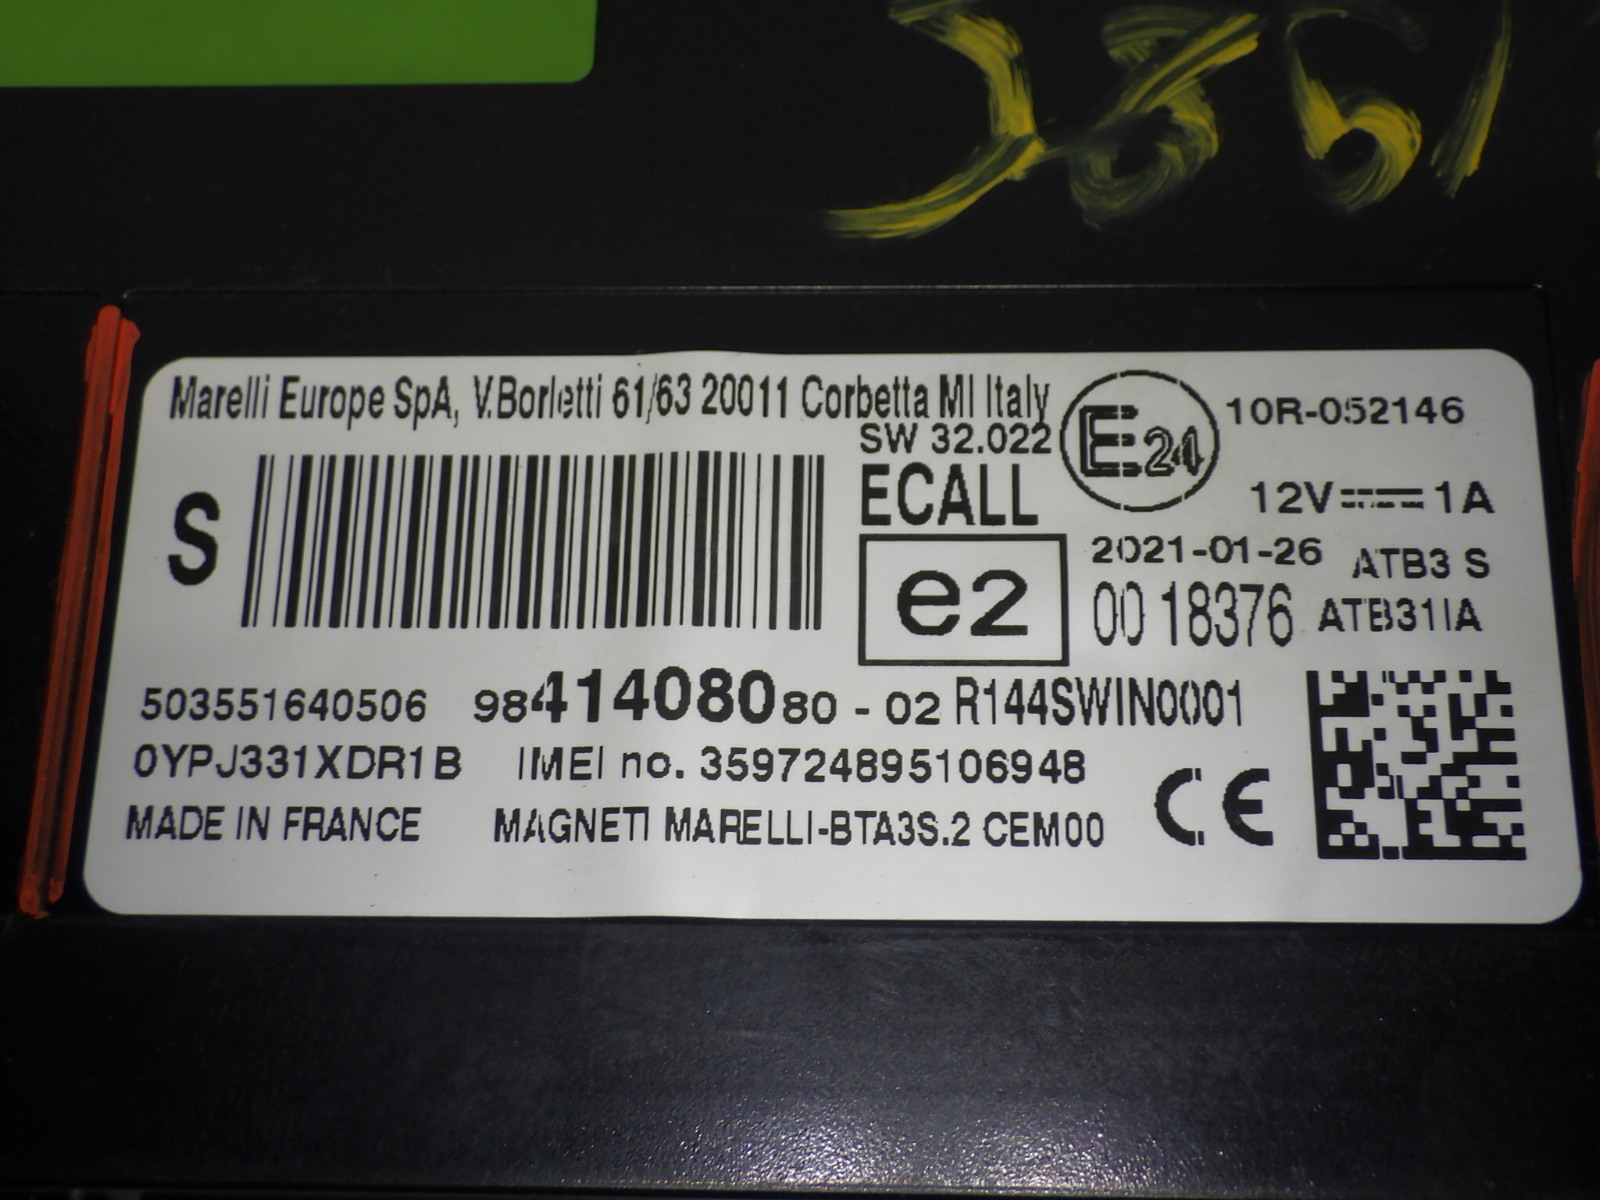 3861
Marelli Europe SpA, V.Borletti 61/63 20011 Corbetta MI Italy
SW 32.022
E24
10R-052146
S
ECALL
12V 1A
e2
2021-01-26 ATB3 S
00 18376 ATB311A
503551640506 9841408080 - 02 R144SWIN0001
0YPJ331XDR1B IMEI no. 359724895106948
MADE IN FRANCE MAGNETI MARELLI-BTA3S.2 CEM00
CE